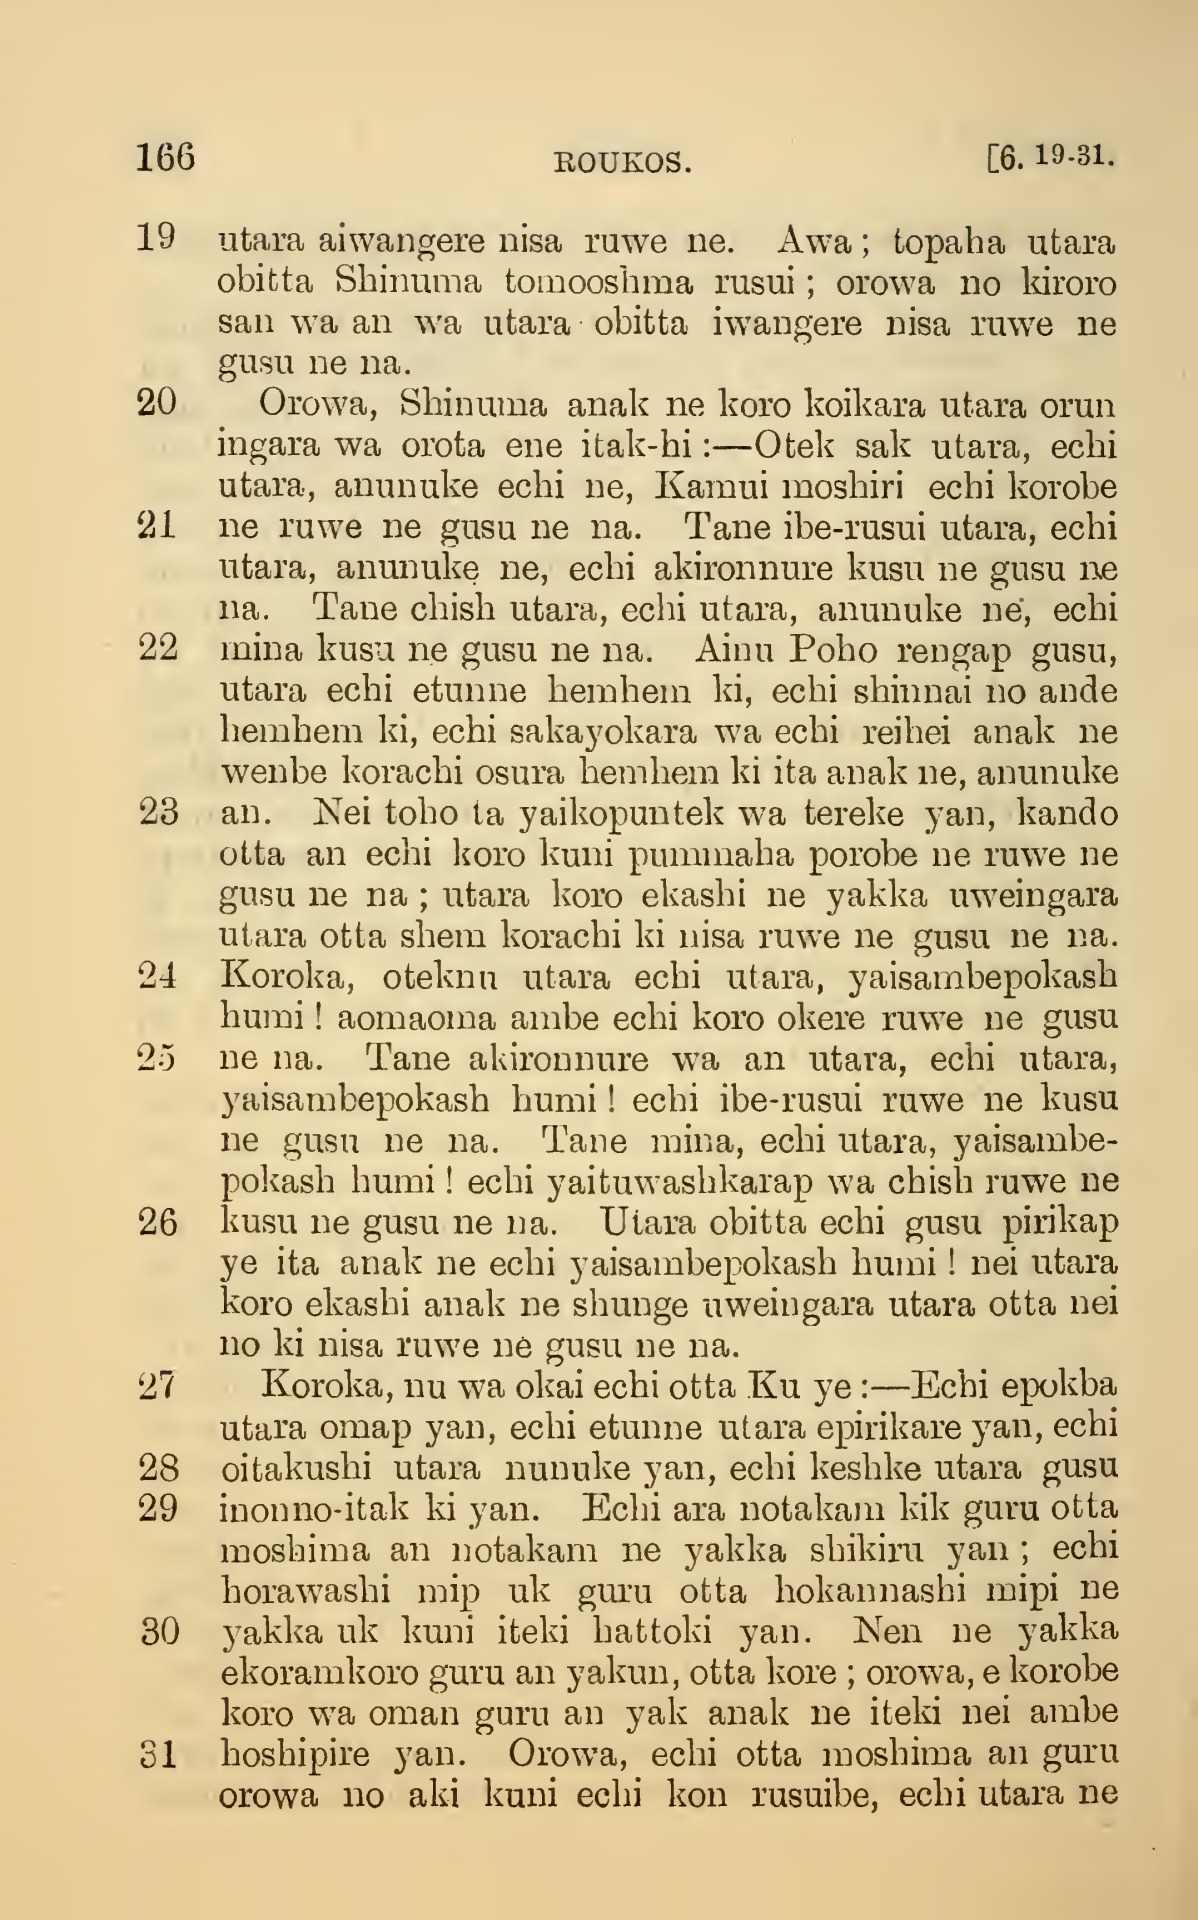 166 ROUKOS. [6. 19-31.
19 utara aiwangere nisa ruwe ne. Awa; topaha utara
obitta Shinuma tomooshma rusui; orowa no kiroro
san wa an wa utara obitta iwangere nisa ruwe ne
gusu ne na.
20 Orowa, Shinuma anak ne koro koikara utara orun
ingara wa orota ene itak-hi:—Otek sak utara, echi
utara, anunuke echi ne, Kamui moshiri echi korobe
21 ne ruwe ne gusu ne na. Tane ibe-rusui utara, echi
utara, anunuke ne, echi akironnure kusu ne gusu ne
na. Tane chish utara, echi utara, anunuke ne, echi
22 mina kusu ne gusu ne na. Ainu Poho rengap gusu,
utara echi etunne hemhem ki, echi shinnai no ande
hemhem ki, echi sakayokara wa echi reihei anak ne
wenbe korachi osura hemhem ki ita anak ne, anunuke
23 an. Nei toho ta yaikopuntek wa tereke yan, kando
otta an echi koro kuni pummaha porobe ne ruwe ne
gusu ne na; utara koro ekashi ne yakka uweingara
utara otta shem korachi ki nisa ruwe ne gusu ne na.
24 Koroka, oteknu utara echi utara, yaisambepokash
humi! aomaoma ambe echi koro okere ruwe ne gusu
25 ne na. Tane akironnure wa an utara, echi utara,
yaisambepokash humi! echi ibe-rusui ruwe ne kusu
ne gusu ne na. Tane mina, echi utara, yaisambe-
pokash humi! echi yaituwashkarap wa chish ruwe ne
26 kusu ne gusu ne na. Utara obitta echi gusu pirikap
ye ita anak ne echi yaisambepokash humi! nei utara
koro ekashi anak ne shunge uweingara utara otta nei
no ki nisa ruwe ne gusu ne na.
27 Koroka, nu wa okai echi otta Ku ye:—Echi epokba
utara omap yan, echi etunne utara epirikare yan, echi
28 oitakushi utara nunuke yan, echi keshke utara gusu
29 inonno-itak ki yan. Echi ara notakam kik guru otta
moshima an notakam ne yakka shikiru yan; echi
horawashi mip uk guru otta hokannashi mipi ne
30 yakka uk kuni iteki hattoki yan. Nen ne yakka
ekoramkoro guru an yakun, otta kore; orowa, e korobe
koro wa oman guru an yak anak ne iteki nei ambe
31 hoshipire yan. Orowa, echi otta moshima an guru
orowa no aki kuni echi kon rusuibe, echi utara ne